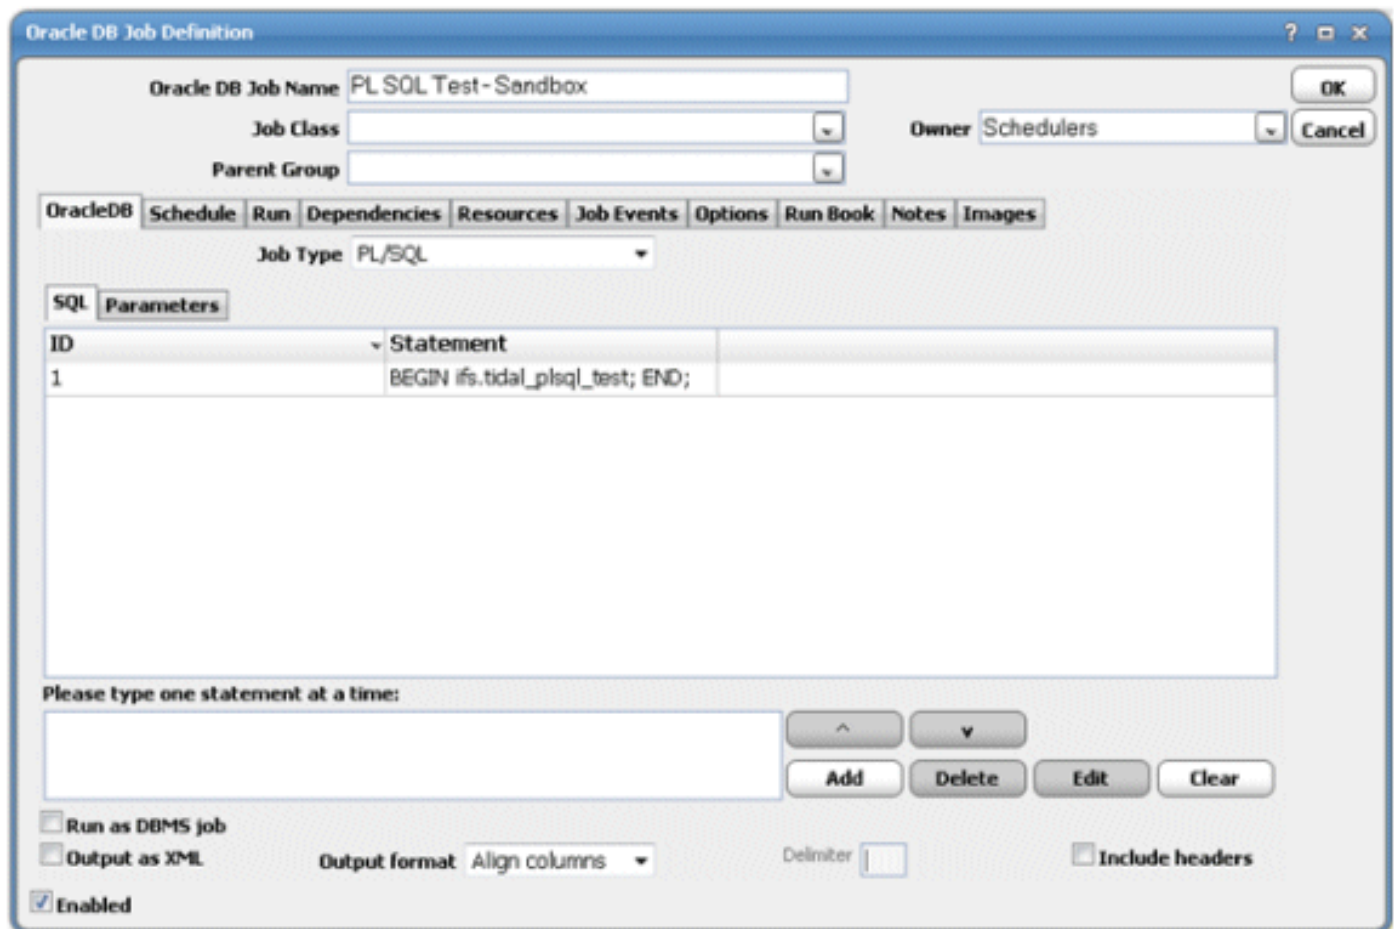 Oracle DB Job Definition ?
Oracle DB Job Name PL SQL Test-Sandbox OK
Job Class Owner Schedulers Cancel
Parent Group
OracleDB Schedule Run Dependencies Resources Job Events Options Run Book Notes Images
Job Type PL/SQL
SQL Parameters
ID Statement
1 BEGIN ifs.tidal_plsql_test; END;
Please type one statement at a time:
^ v
Add Delete Edit Clear
Run as DBMS job
Output as XML Output format Align columns Delimiter Include headers
Enabled